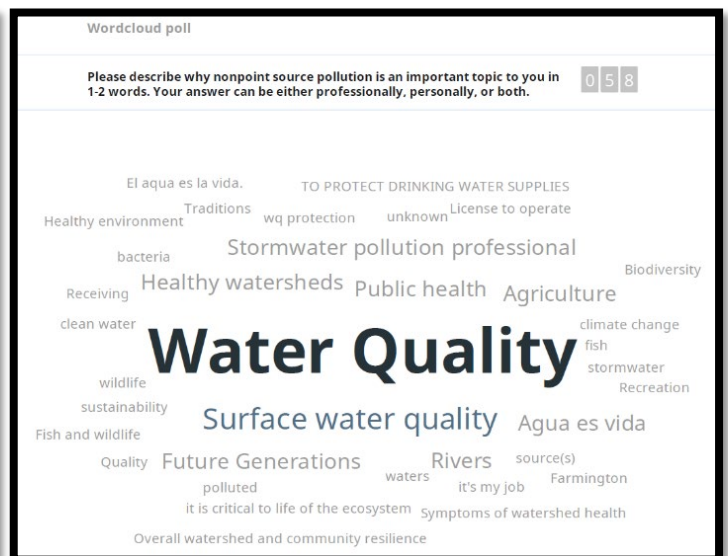 Wordcloud poll
Please describe why nonpoint source pollution is an important topic to you in
1-2 words. Your answer can be either professionally, personally, or both.
058
El aqua es la vida.
TO PROTECT DRINKING WATER SUPPLIES
Healthy environment
Traditions
wq protection
unknown
License to operate
bacteria
Stormwater pollution professional
Biodiversity
Receiving
Healthy watersheds
Public health
Agriculture
clean water
Water Quality
climate change
fish
stormwater
wildlife
Recreation
sustainability
Surface water quality
Agua es vida
Fish and wildlife
Quality
Future Generations
Rivers
source(s)
polluted
waters
it's my job
Farmington
it is critical to life of the ecosystem
Symptoms of watershed health
Overall watershed and community resilience